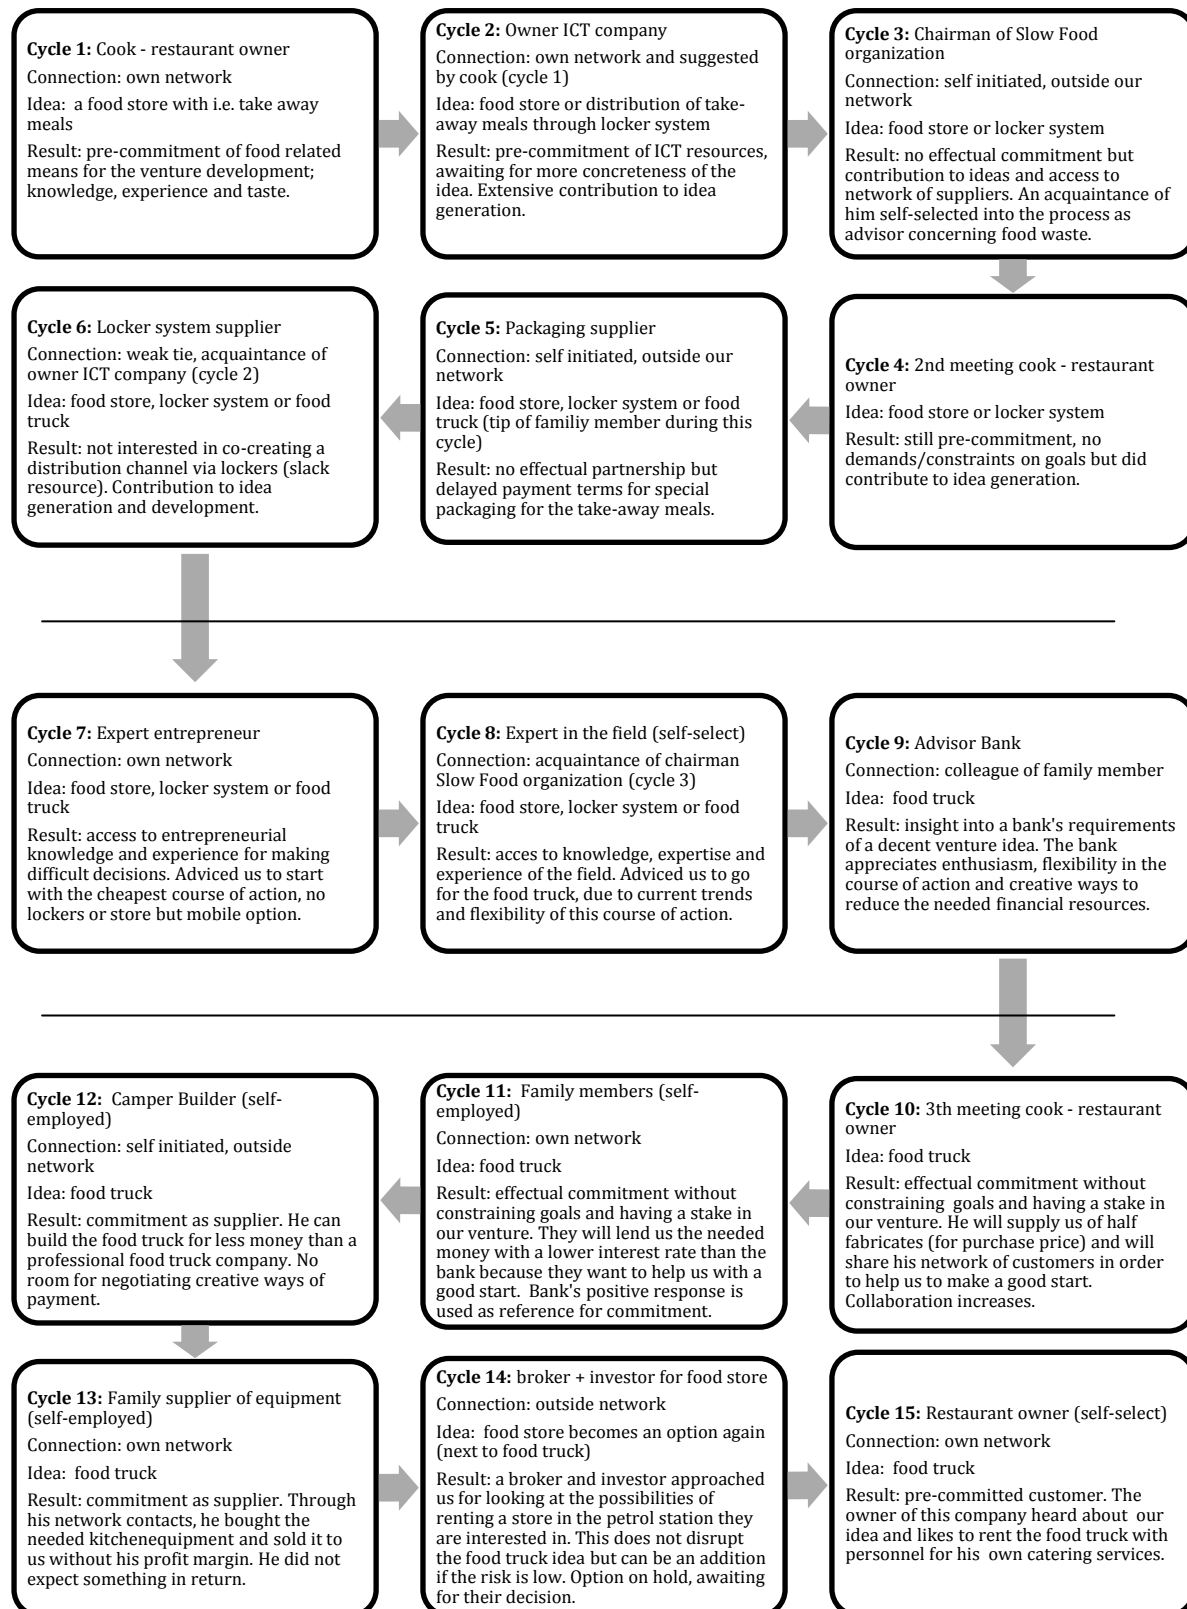 Cycle 1: Cook - restaurant owner
Connection: own network
Idea:  a food store with i.e. take away
meals
Result: pre-commitment of food related
means for the venture development;
knowledge, experience and taste.
Cycle 2: Owner ICT company
Connection: own network and suggested
by cook (cycle 1)
Idea: food store or distribution of take-
away meals through locker system
Result: pre-commitment of ICT resources,
awaiting for more concreteness of the
idea. Extensive contribution to idea
generation.
Cycle 3: Chairman of Slow Food
organization
Connection: self initiated, outside our
network
Idea: food store or locker system
Result: no effectual commitment but
contribution to ideas and access to
network of suppliers. An acquaintance of
him self-selected into the process as
advisor concerning food waste.
Cycle 4: 2nd meeting cook - restaurant
owner
Idea: food store or locker system
Result: still pre-commitment, no
demands/constraints on goals but did
contribute to idea generation.
Cycle 5: Packaging supplier
Connection: self initiated, outside our
network
Idea: food store, locker system or food
truck (tip of familiy member during this
cycle)
Result: no effectual partnership but
delayed payment terms for special
packaging for the take-away meals.
Cycle 6: Locker system supplier
Connection: weak tie, acquaintance of
owner ICT company (cycle 2)
Idea: food store, locker system or food
truck
Result: not interested in co-creating a
distribution channel via lockers (slack
resource). Contribution to idea
generation and development.
Cycle 7: Expert entrepreneur
Connection: own network
Idea: food store, locker system or food
truck
Result: access to entrepreneurial
knowledge and experience for making
difficult decisions. Adviced us to start
with the cheapest course of action, no
lockers or store but mobile option.
Cycle 8: Expert in the field (self-select)
Connection: acquaintance of chairman
Slow Food organization (cycle 3)
Idea: food store, locker system or food
truck
Result: acces to knowledge, expertise and
experience of the field. Adviced us to go
for the food truck, due to current trends
and flexibility of this course of action.
Cycle 9: Advisor Bank
Connection: colleague of family member
Idea:  food truck
Result: insight into a bank's requirements
of a decent venture idea. The bank
appreciates enthusiasm, flexibility in the
course of action and creative ways to
reduce the needed financial resources.
Cycle 10: 3th meeting cook - restaurant
owner
Idea: food truck
Result: effectual commitment without
constraining  goals and having a stake in
our venture. He will supply us of half
fabricates (for purchase price) and will
share his network of customers in order
to help us to make a good start.
Collaboration increases.
Cycle 11:  Family members (self-
employed)
Connection: own network
Idea: food truck
Result: effectual commitment without
constraining goals and having a stake in
our venture. They will lend us the needed
money with a lower interest rate than the
bank because they want to help us with a
good start.  Bank's positive response is
used as reference for commitment.
Cycle 12:  Camper Builder (self-
employed)
Connection: self initiated, outside
network
Idea: food truck
Result: commitment as supplier. He can
build the food truck for less money than a
professional food truck company. No
room for negotiating creative ways of
payment.
Cycle 13: Family supplier of equipment
(self-employed)
Connection: own network
Idea:  food truck
Result: commitment as supplier. Through
his network contacts, he bought the
needed kitchenequipment and sold it to
us without his profit margin. He did not
expect something in return.
Cycle 14: broker + investor for food store
Connection: outside network
Idea:  food store becomes an option again
(next to food truck)
Result: a broker and investor approached
us for looking at the possibilities of
renting a store in the petrol station they
are interested in. This does not disrupt
the food truck idea but can be an addition
if the risk is low. Option on hold, awaiting
for their decision.
Cycle 15: Restaurant owner (self-select)
Connection: own network
Idea:  food truck
Result: pre-committed customer. The
owner of this company heard about  our
idea and likes to rent the food truck with
personnel for his  own catering services.